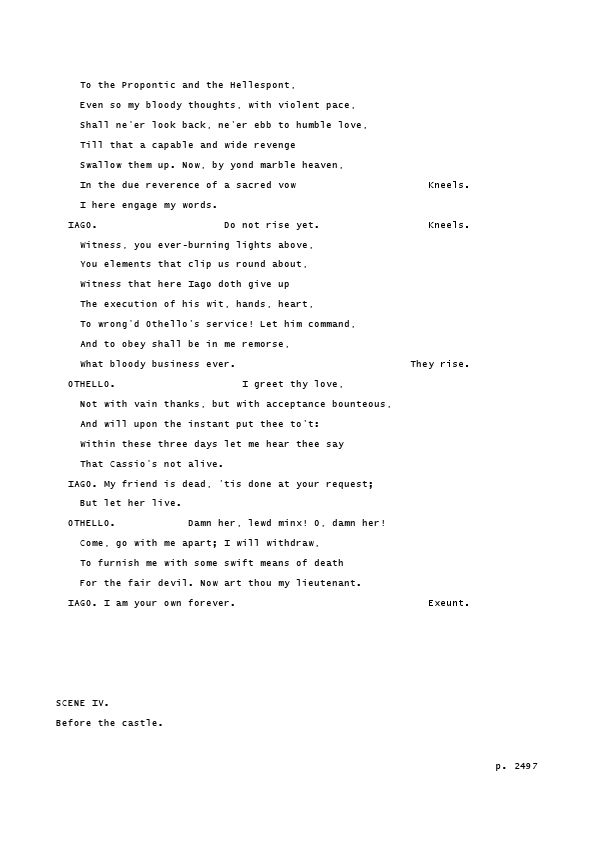 To the Propontic and the Hellespont,
Even so my bloody thoughts, with violent pace,
Shall ne'er look back, ne'er ebb to humble love,
Till that a capable and wide revenge
Swallow them up. Now, by yond marble heaven,
In the due reverence of a sacred vow Kneels.
I here engage my words.
IAGO. Do not rise yet. Kneels.
Witness, you ever-burning lights above,
You elements that clip us round about,
Witness that here Iago doth give up
The execution of his wit, hands, heart,
To wrong'd Othello's service! Let him command,
And to obey shall be in me remorse,
What bloody business ever. They rise.
OTHELLO. I greet thy love,
Not with vain thanks, but with acceptance bounteous,
And will upon the instant put thee to't:
Within these three days let me hear thee say
That Cassio's not alive.
IAGO. My friend is dead, 'tis done at your request;
But let her live.
OTHELLO. Damn her, lewd minx! O, damn her!
Come, go with me apart; I will withdraw,
To furnish me with some swift means of death
For the fair devil. Now art thou my lieutenant.
IAGO. I am your own forever. Exeunt.
SCENE IV.
Before the castle.
p. 2497